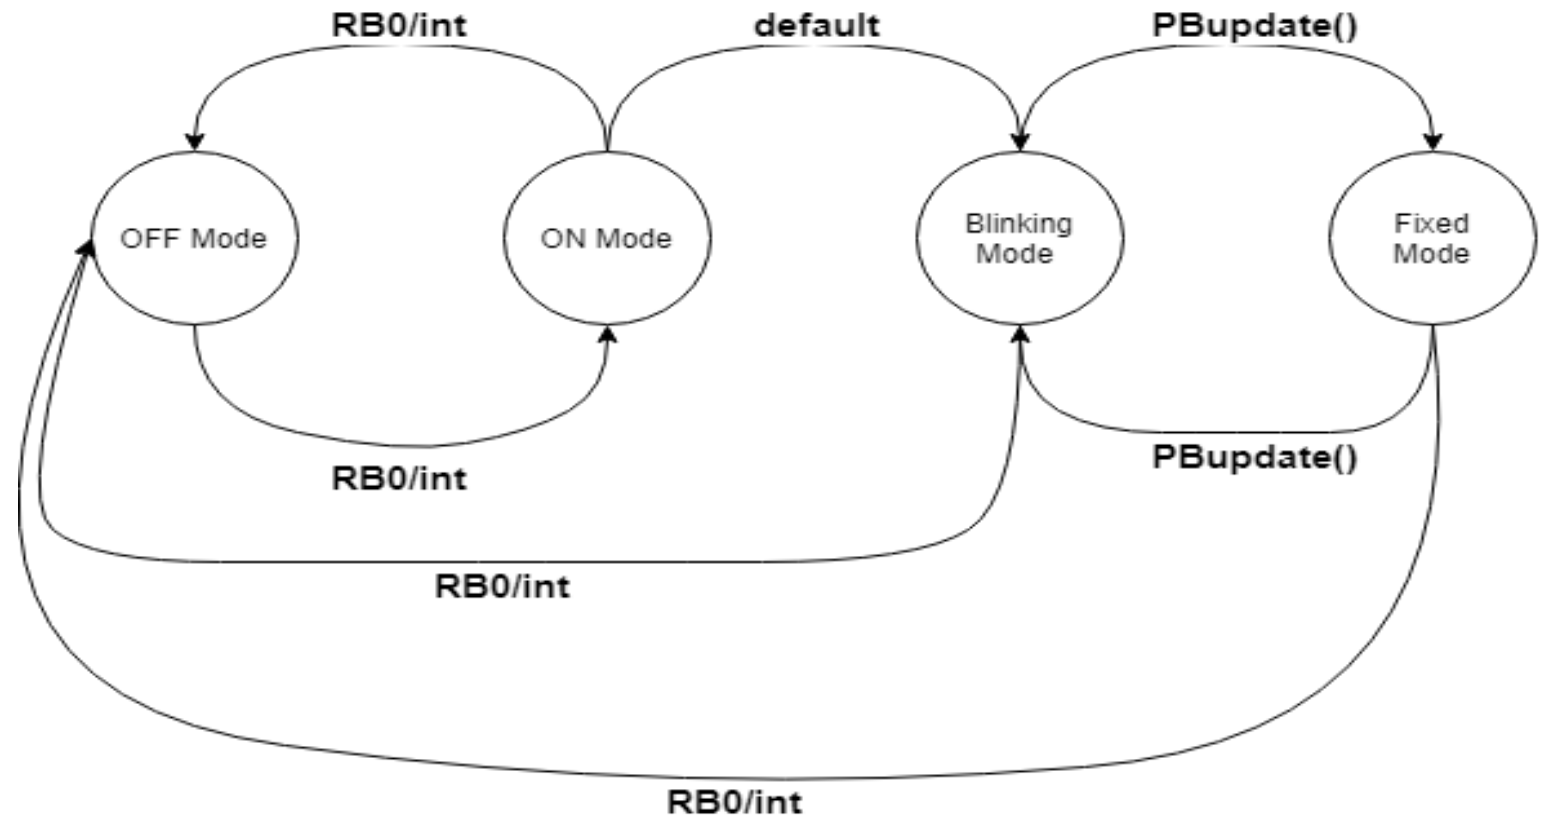 RB0/int
default
PBupdate()
OFF Mode
ON Mode
Blinking
Mode
Fixed
Mode
RB0/int
PBupdate()
RB0/int
RB0/int